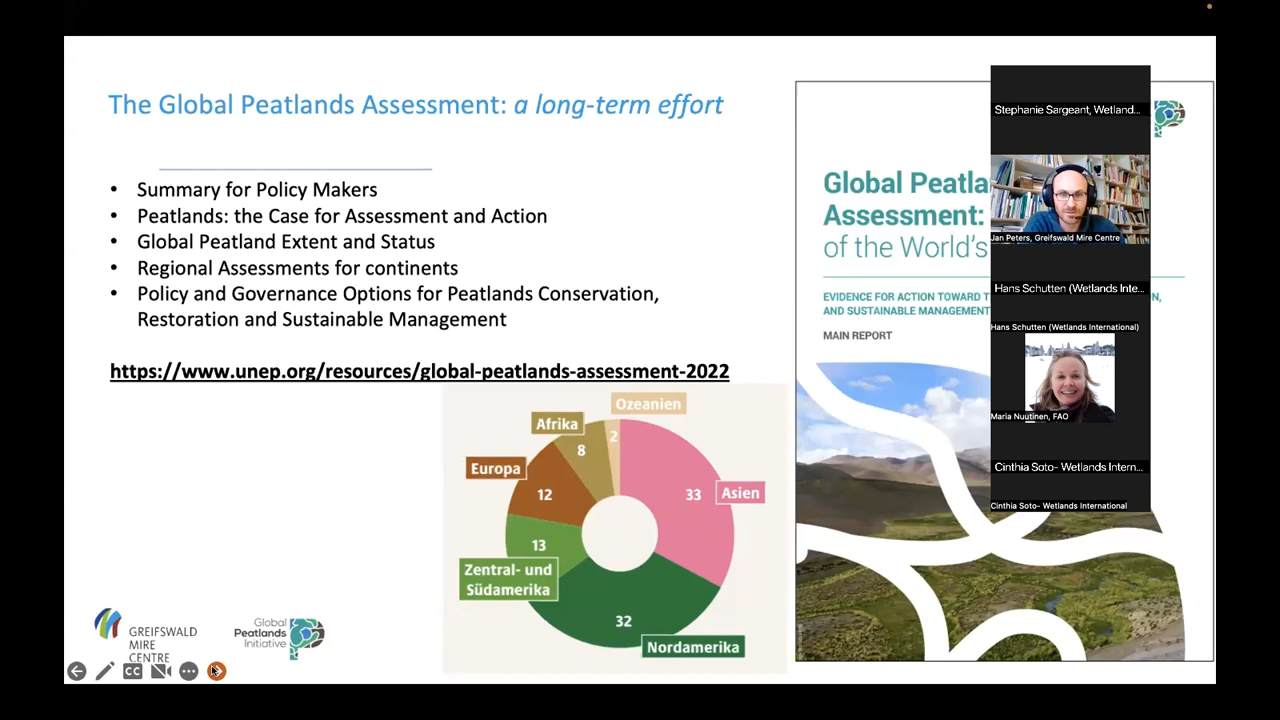 The Global Peatlands Assessment: a long-term effort
• Summary for Policy Makers
• Peatlands: the Case for Assessment and Action
• Global Peatland Extent and Status
• Regional Assessments for continents
• Policy and Governance Options for Peatlands Conservation,
Restoration and Sustainable Management
https://www.unep.org/resources/global-peatlands-assessment-2022
Ozeanien
2
Afrika
8
Europa
12
33
Asien
13
Zentral- und
Südamerika
32
Nordamerika
GREIFSWALD
MIRE
CENTRE
Global
Peatlands
Initiative
CC
Global Peatla
Assessment:
of the World's
EVIDENCE FOR ACTION TOWARD T
N,
AND SUSTAINABLE MANAGEMENT
MAIN REPORT
Stephanie Sargeant, Wetland...
Jan Peters, Greifswald Mire Centre
Hans Schutten (Wetlands Inte...
Hans Schutten (Wetlands International)
Maria Nuutinen, FAO
Cinthia Soto- Wetlands Intern...
Cinthia Soto- Wetlands International